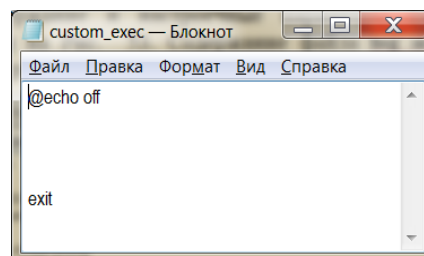 custom_exec — Блокнот
Файл Правка Формат Вид Справка
@echo off
exit